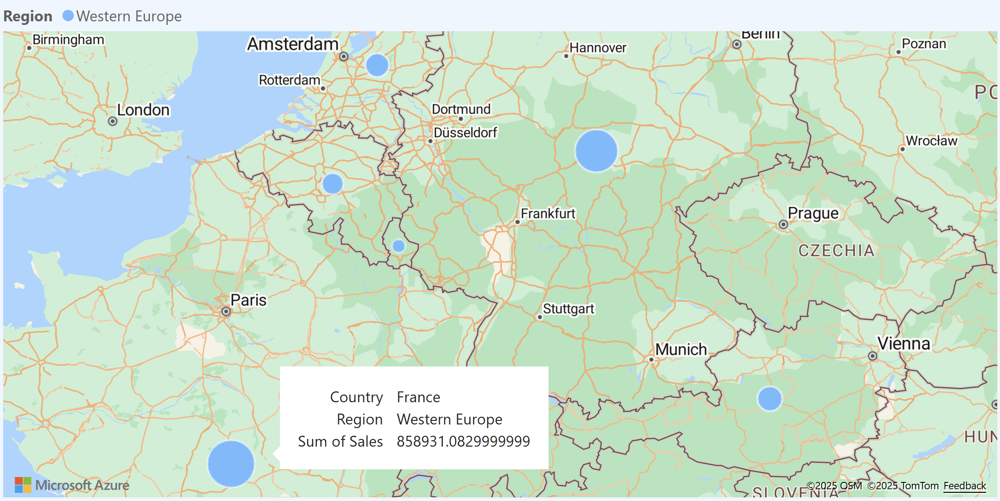 Region Western Europe
Birmingham
Amsterdam
Hannover
Berlin
Poznan
Rotterdam
PO
London
Dortmund
Düsseldorf
Wrocław
Frankfurt
Prague
CZECHIA
Paris
Stuttgart
Munich
Vienna
Country France
Region Western Europe
Sum of Sales 858931.0829999999
HUN
Microsoft Azure
©2025 OSM ©2025 TomTom Feedback
SLOVENIA